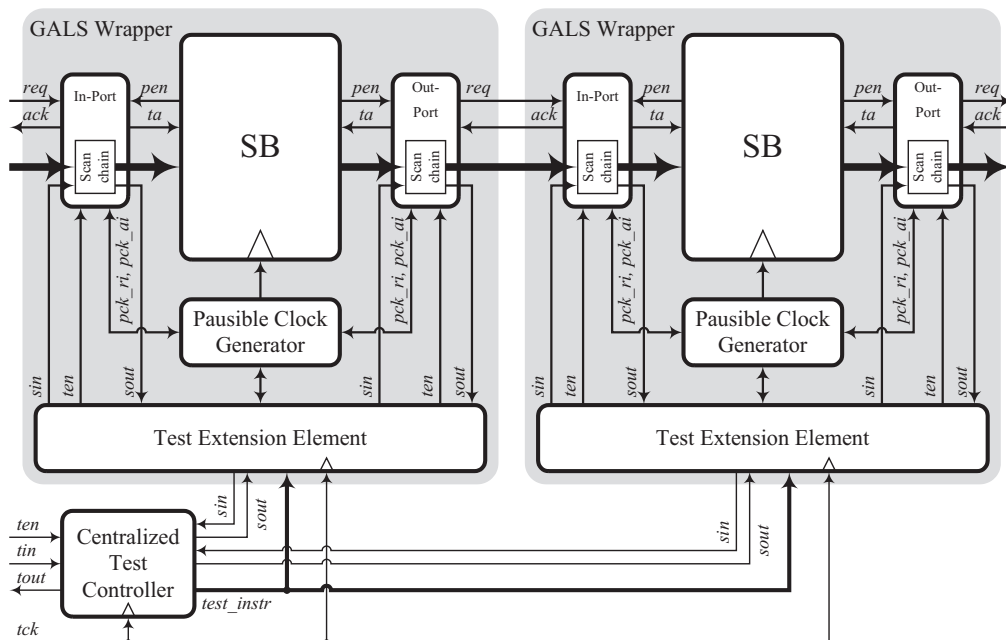 GALS Wrapper
GALS Wrapper
req
ack
In-Port
pen
ta
SB
pen
ta
Out-
Port
req
ack
In-Port
pen
ta
SB
pen
ta
Out-
Port
req
ack
Scan
chain
Scan
chain
Scan
chain
Scan
chain
pck_ri, pck_ai
pck_ri, pck_ai
pck_ri, pck_ai
pck_ri, pck_ai
Pausible Clock
Generator
Pausible Clock
Generator
sin
ten
sout
sin
ten
sout
sin
ten
sout
sin
ten
sout
Test Extension Element
Test Extension Element
sin
sout
sin
sout
ten
tin
tout
tck
Centralized
Test
Controller
test_instr